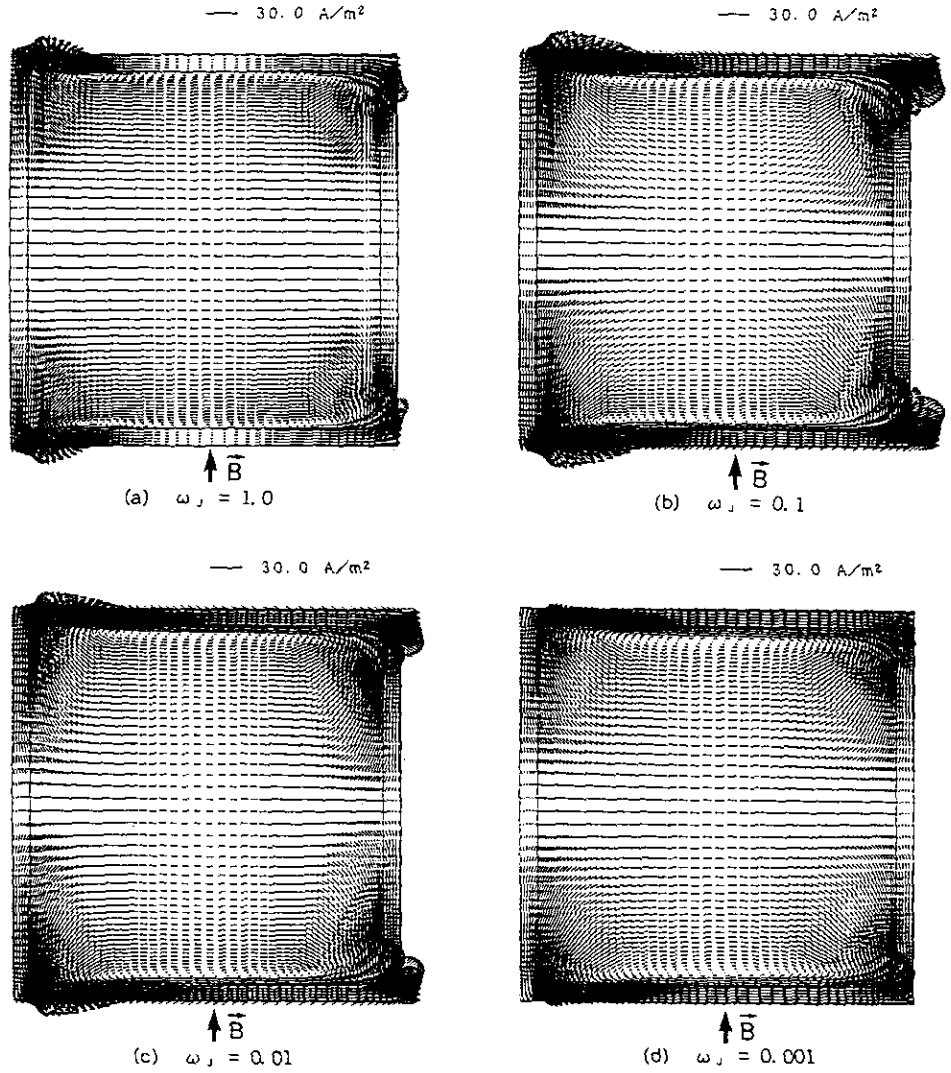 30.0 A/m²
30.0 A/m²
B
B
(a) ω_J = 1.0
(b) ω_J = 0.1
30.0 A/m²
30.0 A/m²
B
B
(c) ω_J = 0.01
(d) ω_J = 0.001